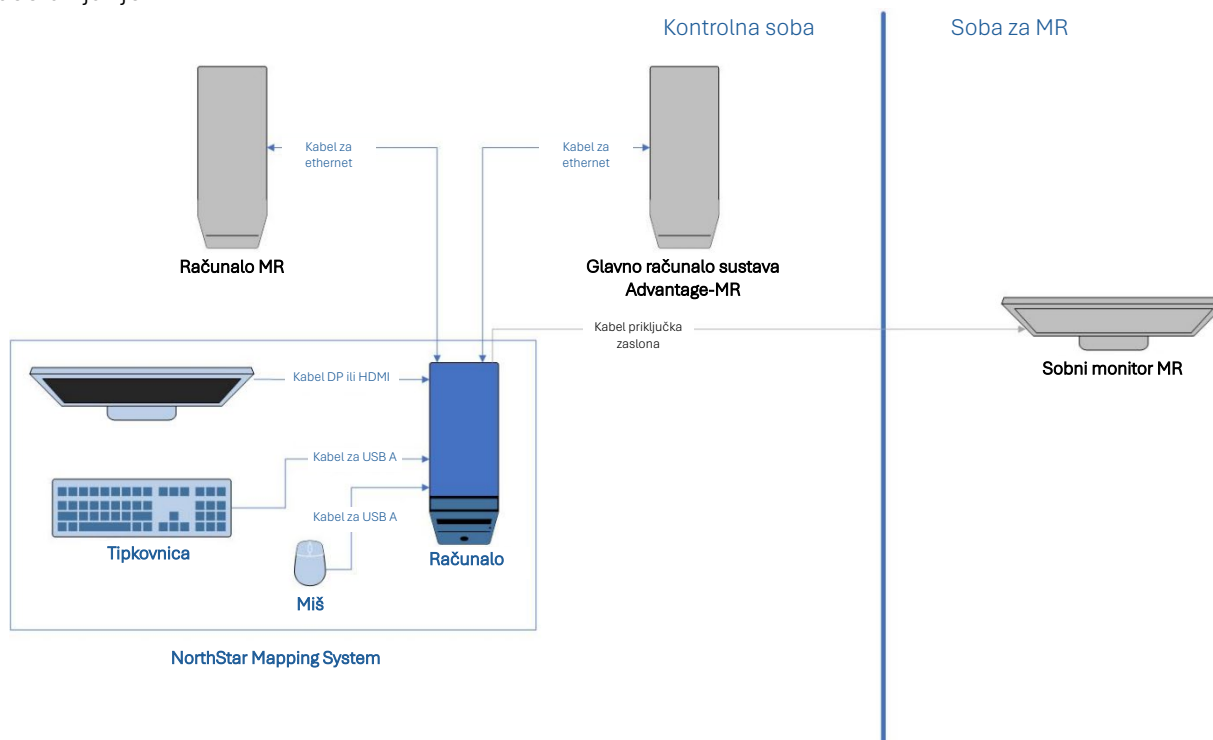 Kontrolna soba
Soba za MR
Kabel za
ethernet
Kabel za
ethernet
Računalo MR
Glavno računalo sustava
Advantage-MR
Kabel priključka
zaslona
Sobni monitor MR
Kabel DP ili HDMI
Kabel za USB A
Kabel za USB A
Tipkovnica
Računalo
Miš
NorthStar Mapping System